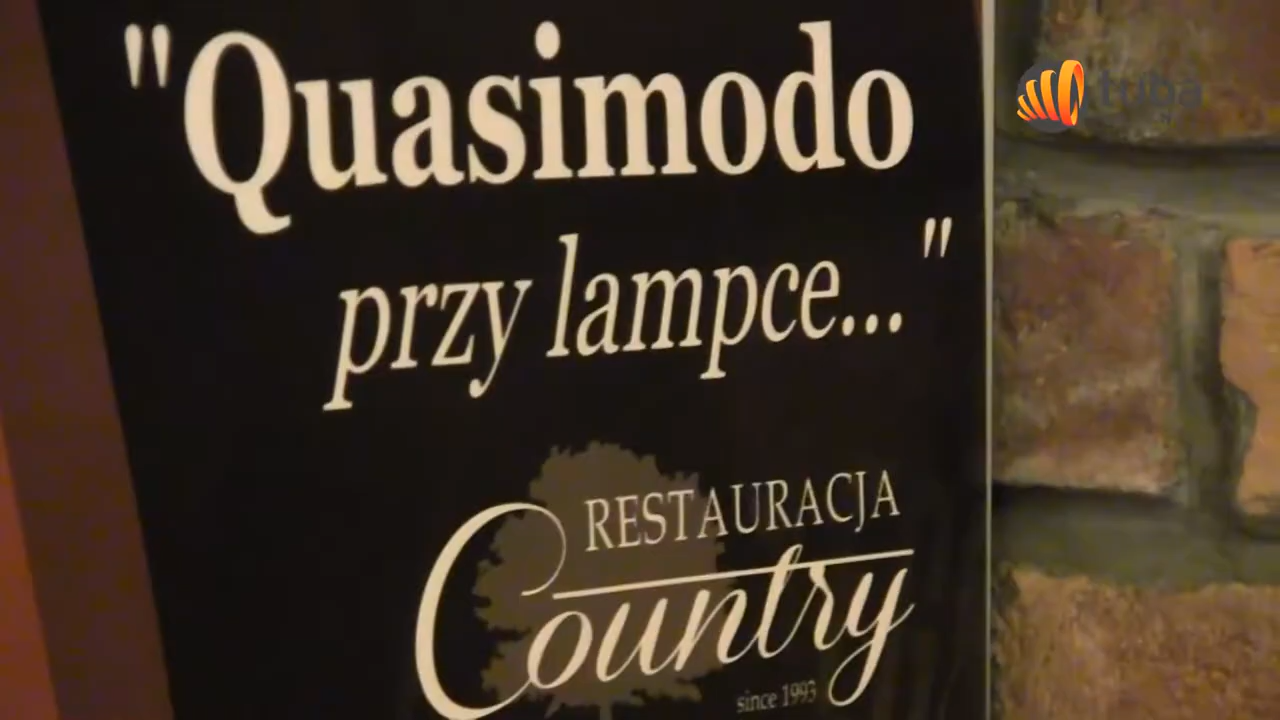 "Quasimodo
przy lampce..."
RESTAURACJA
Country
since 1993
tuba